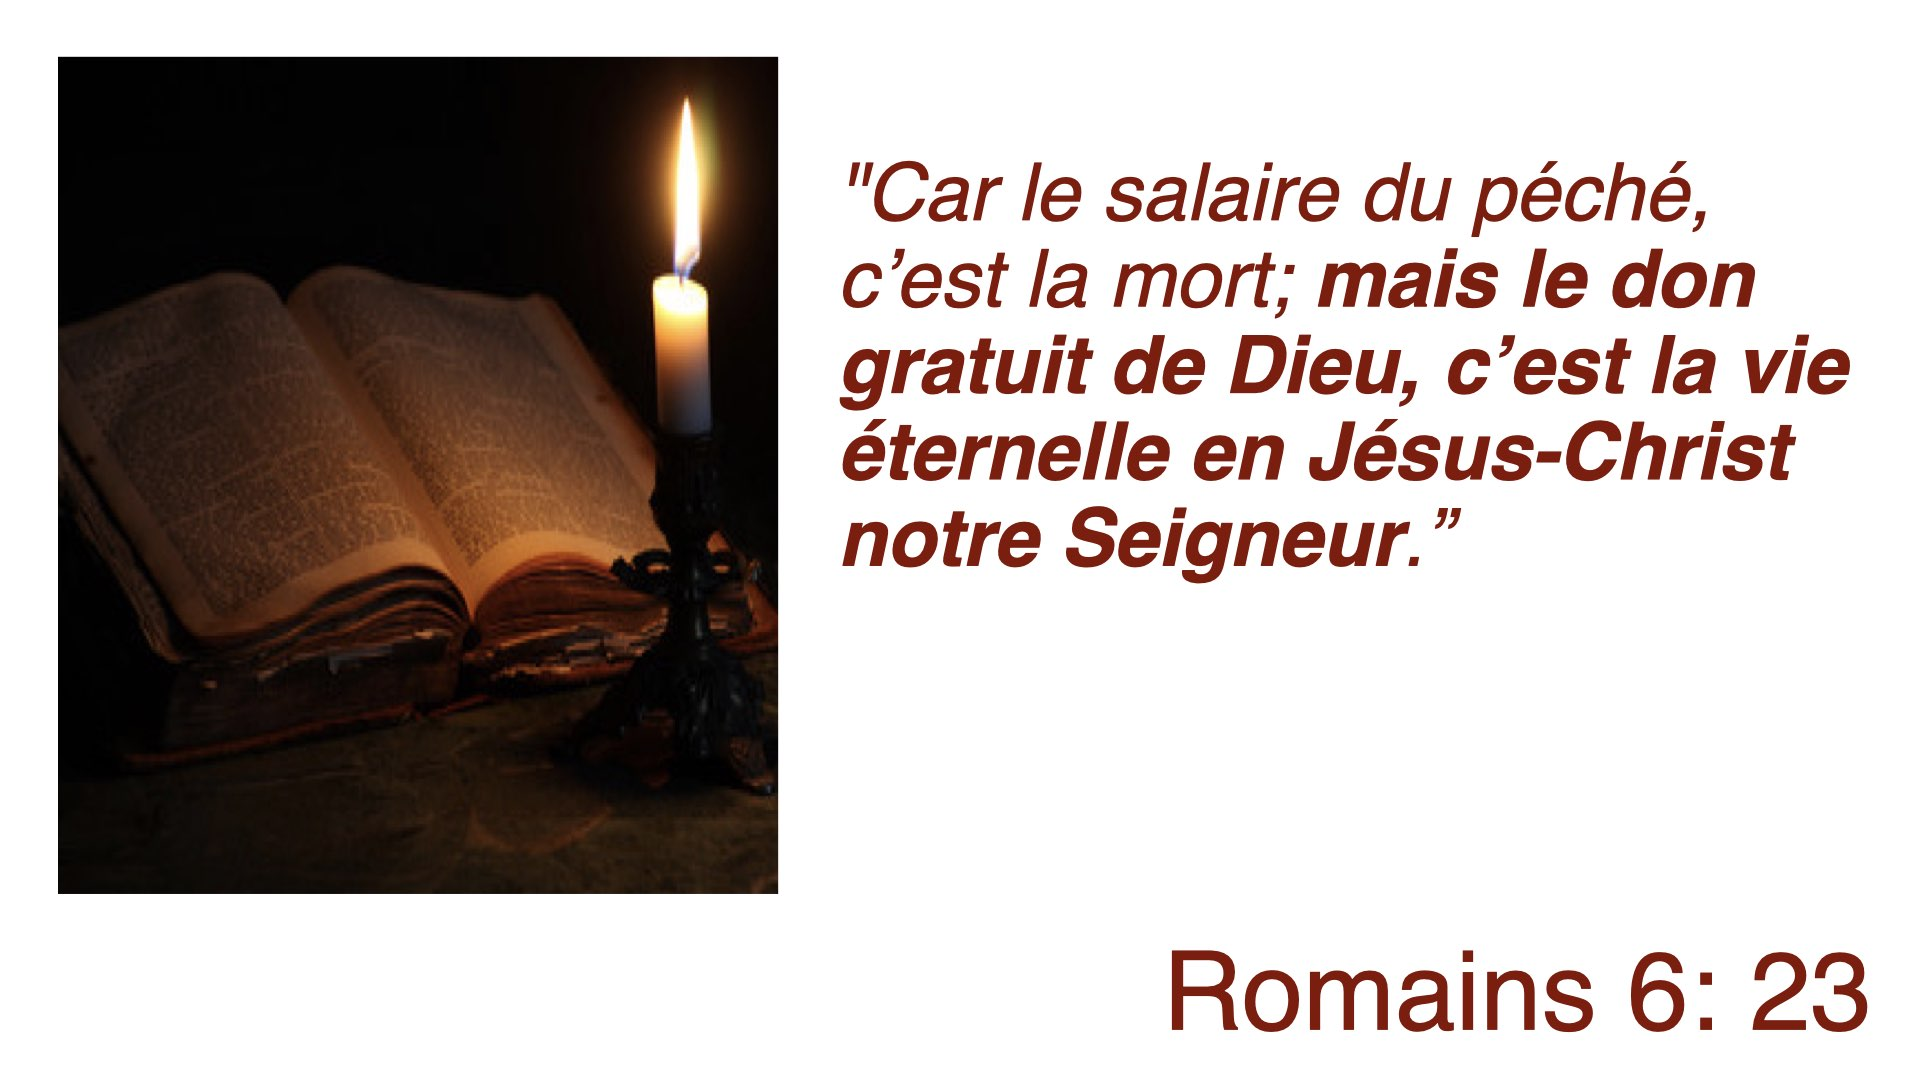 "Car le salaire du péché,
c’est la mort; mais le don
gratuit de Dieu, c’est la vie
éternelle en Jésus-Christ
notre Seigneur.”
Romains 6: 23